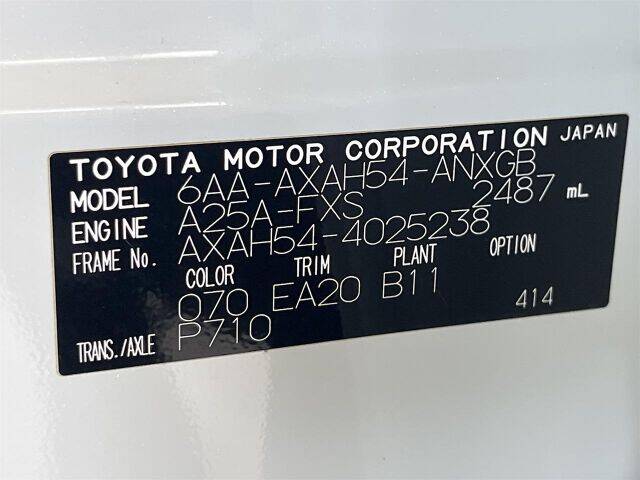 TOYOTA MOTOR CORPORATION JAPAN
MODEL 6AA-AXAH54-ANXGB
ENGINE A25A-FXS 2487 mL
FRAME No. AXAH54-4025238
COLOR TRIM PLANT OPTION
070 EA20 B11 414
TRANS./AXLE P710